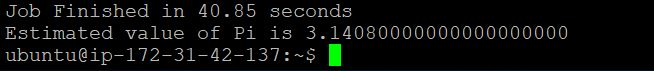 Job Finished in 40.85 seconds
Estimated value of Pi is 3.14080000000000000000
ubuntu@ip-172-31-42-137:~$